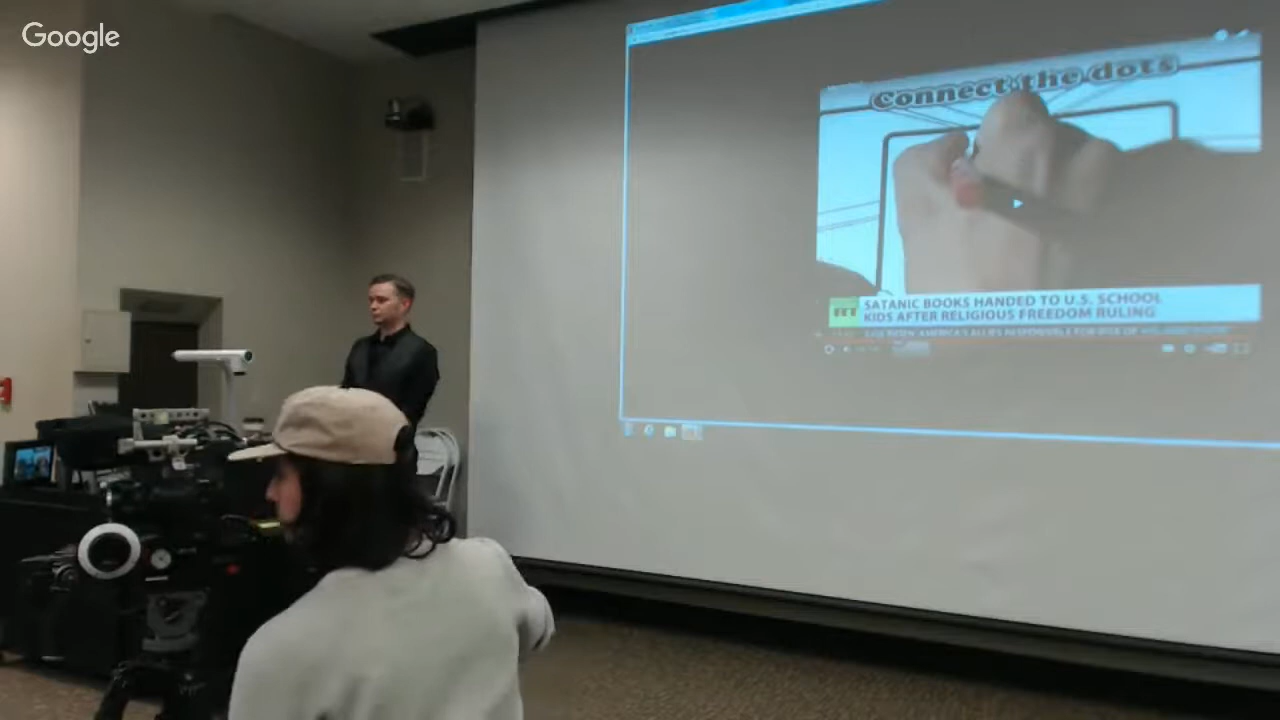 Google
Connect the dots
RT
SATANIC BOOKS HANDED TO U.S. SCHOOL
KIDS AFTER RELIGIOUS FREEDOM RULING